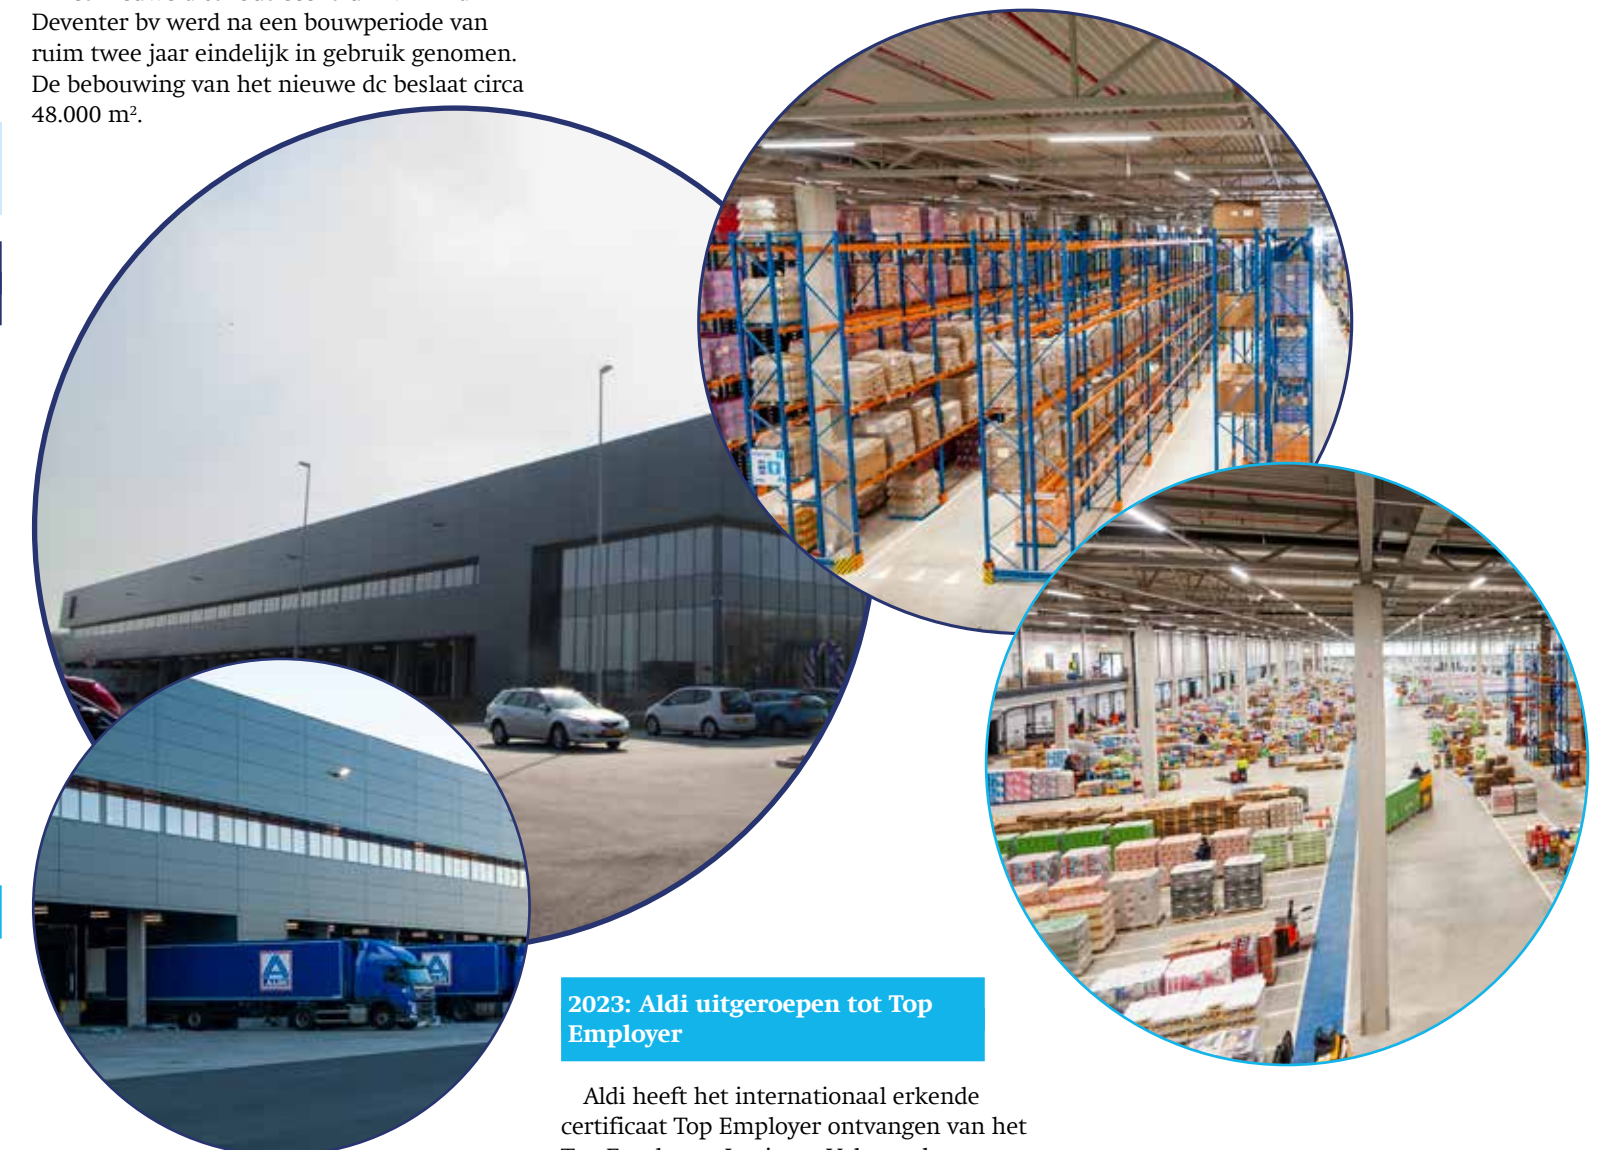 Deventer bv werd na een bouwperiode van
ruim twee jaar eindelijk in gebruik genomen.
De bebouwing van het nieuwe dc beslaat circa
48.000 m².
2023: Aldi uitgeroepen tot Top
Employer
Aldi heeft het internationaal erkende
certificaat Top Employer ontvangen van het
ALDI